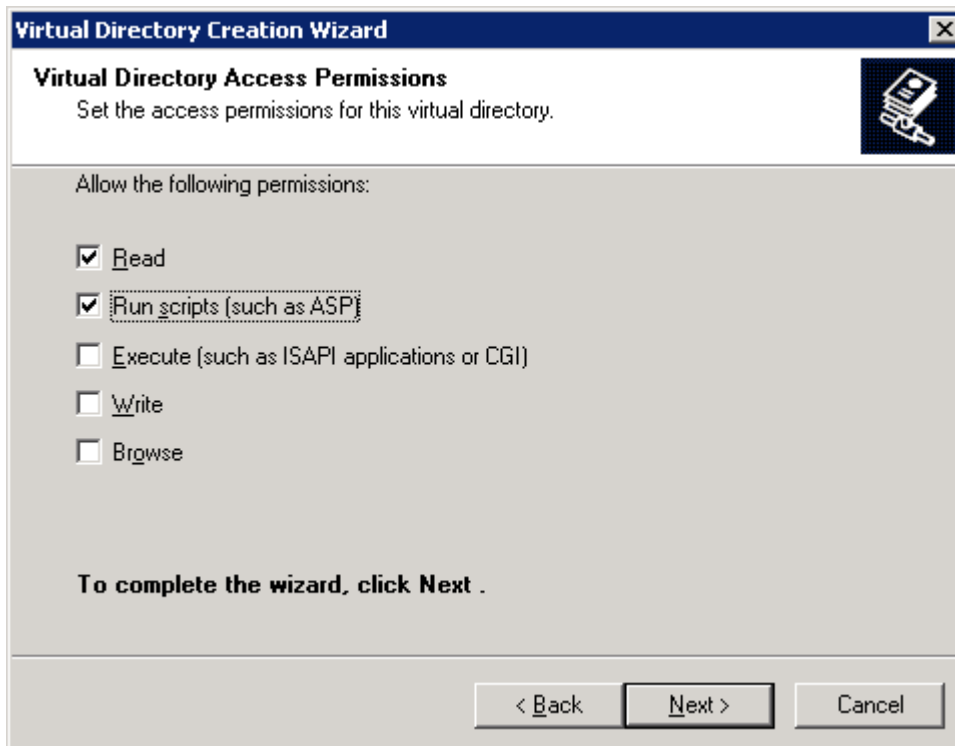 Virtual Directory Creation Wizard
Virtual Directory Access Permissions
Set the access permissions for this virtual directory.
Allow the following permissions:
Read
Run scripts (such as ASP)
Execute (such as ISAPI applications or CGI)
Write
Browse
To complete the wizard, click Next .
< Back Next > Cancel